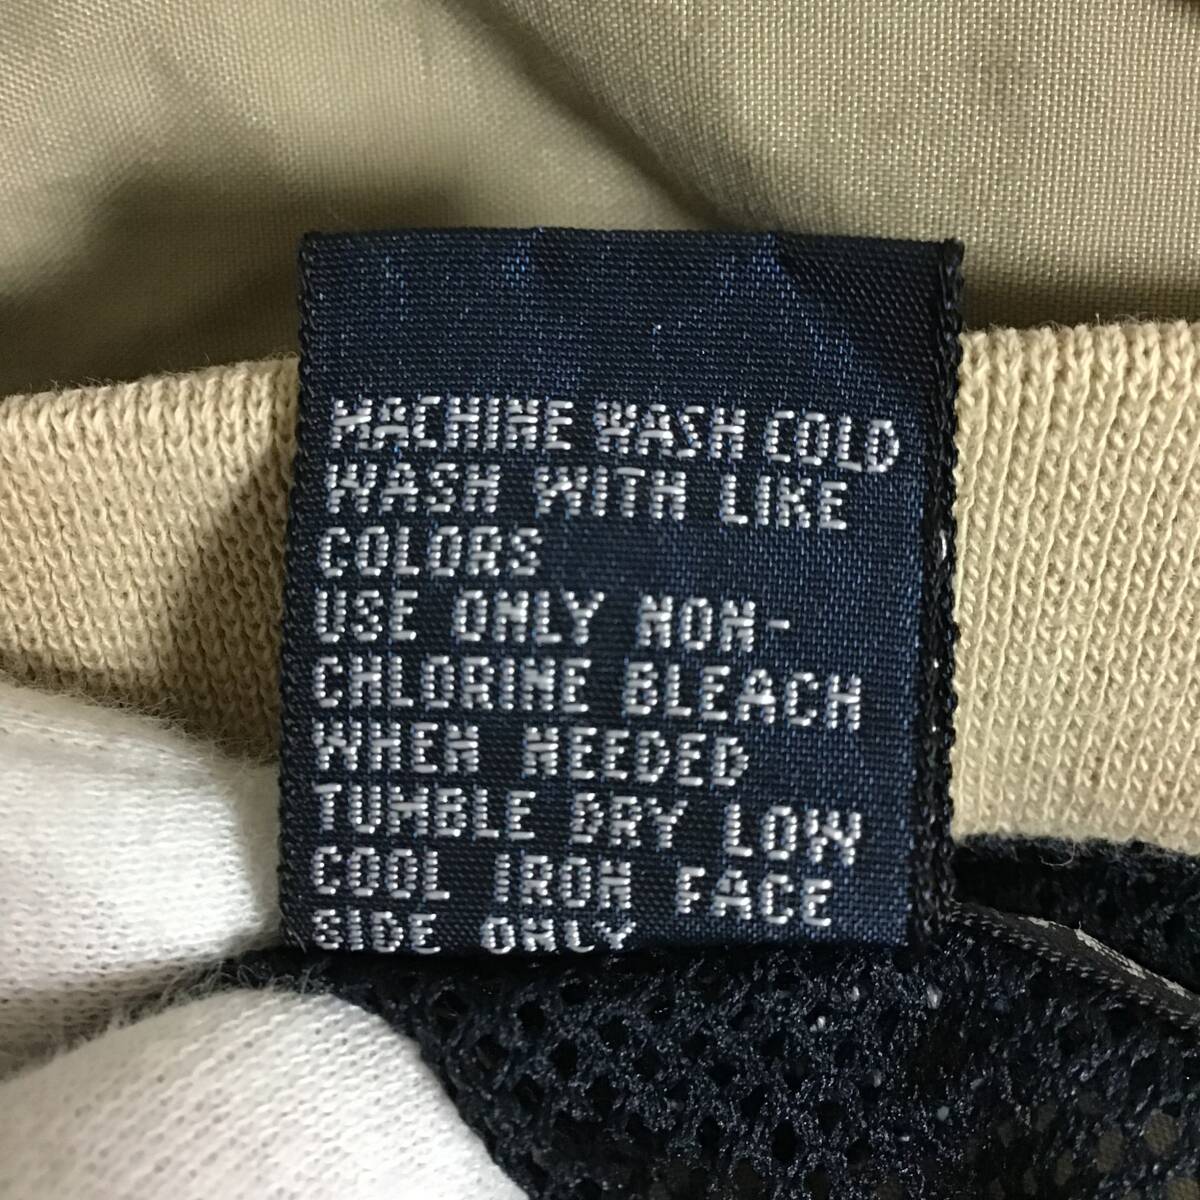 MACHINE WASH COLD
WASH WITH LIKE
COLORS
USE ONLY NON-
CHLORINE BLEACH
WHEN NEEDED
TUMBLE DRY LOW
COOL IRON FACE
SIDE ONLY